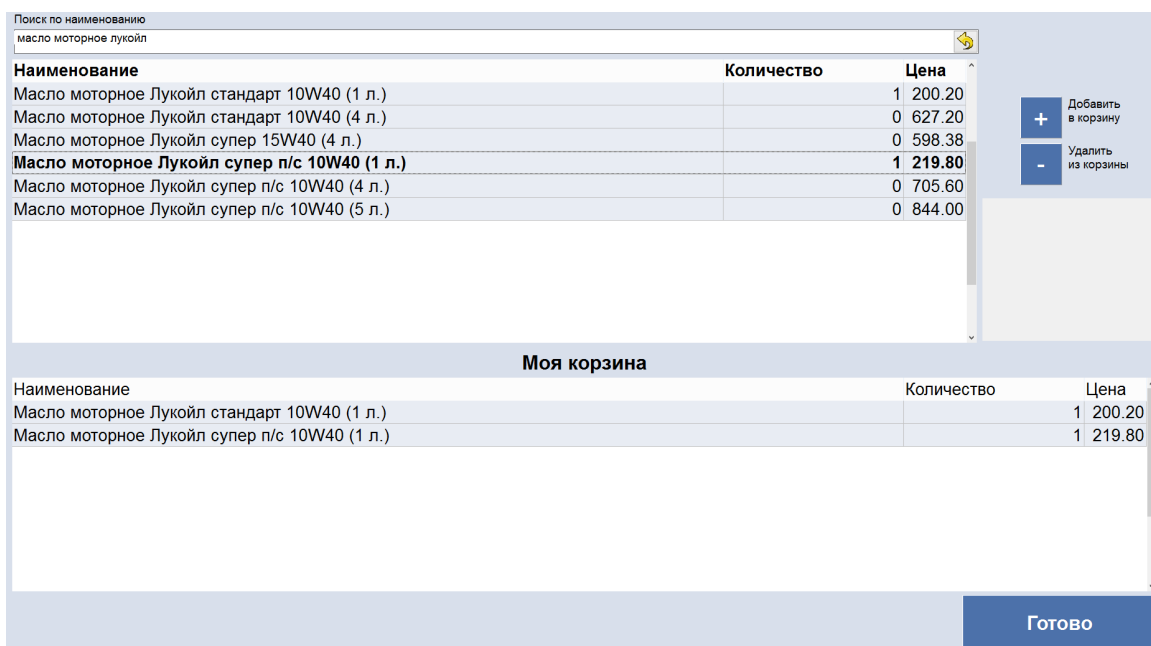 Поиск по наименованию
масло моторное лукойл
Наименование Количество Цена
Масло моторное Лукойл стандарт 10W40 (1 л.) 1 200.20
Масло моторное Лукойл стандарт 10W40 (4 л.) 0 627.20
Масло моторное Лукойл супер 15W40 (4 л.) 0 598.38
Масло моторное Лукойл супер п/с 10W40 (1 л.) 1 219.80
Масло моторное Лукойл супер п/с 10W40 (4 л.) 0 705.60
Масло моторное Лукойл супер п/с 10W40 (5 л.) 0 844.00
+ Добавить
в корзину
- Удалить
из корзины
Моя корзина
Наименование Количество Цена
Масло моторное Лукойл стандарт 10W40 (1 л.) 1 200.20
Масло моторное Лукойл супер п/с 10W40 (1 л.) 1 219.80
Готово